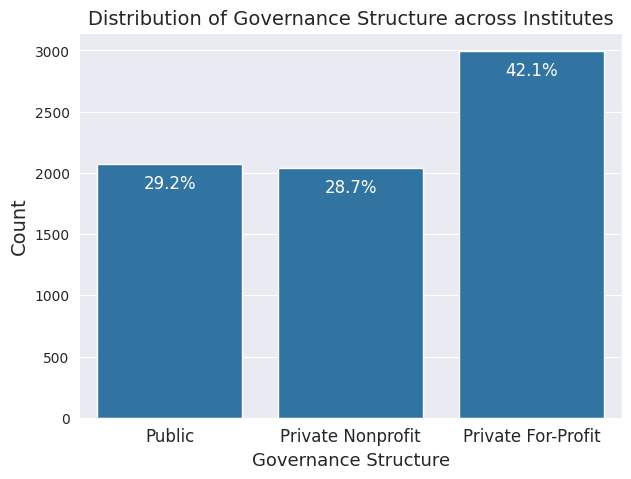 Distribution of Governance Structure across Institutes
3000
2500
2000
1500
1000
500
0
Count
29.2%
28.7%
42.1%
Public
Private Nonprofit
Private For-Profit
Governance Structure